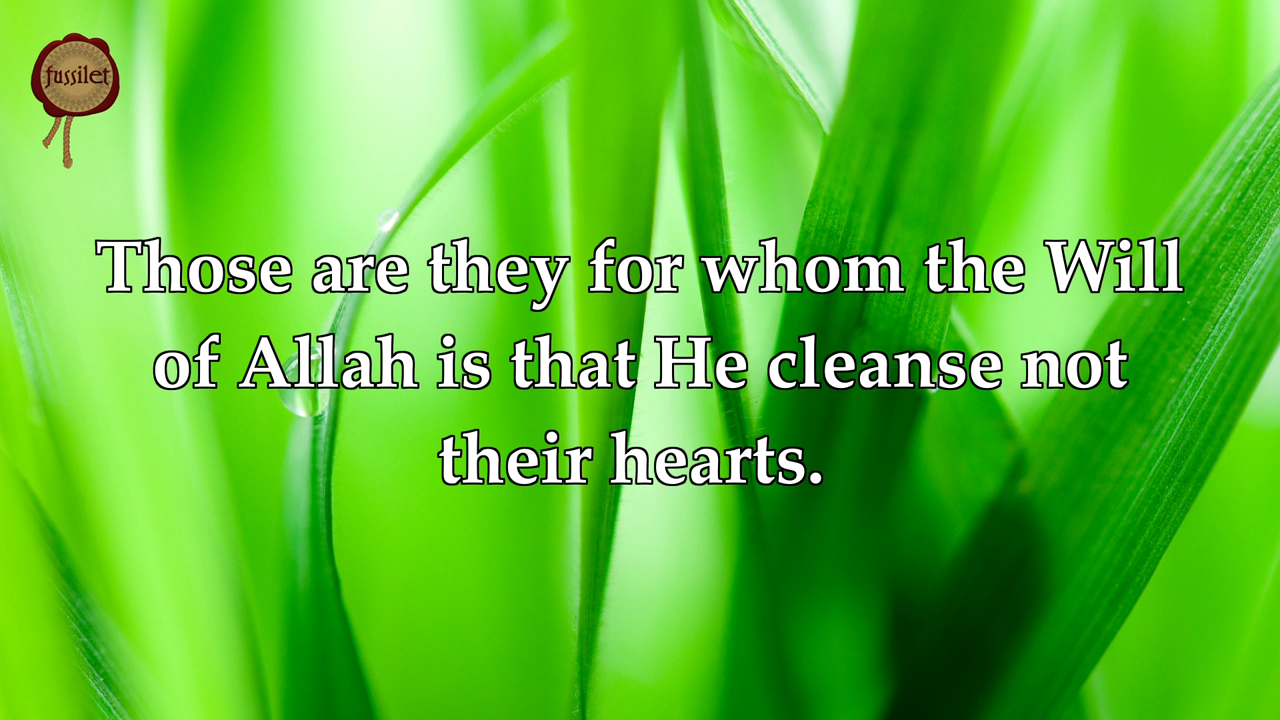 fussilet
Those are they for whom the Will
of Allah is that He cleanse not
their hearts.